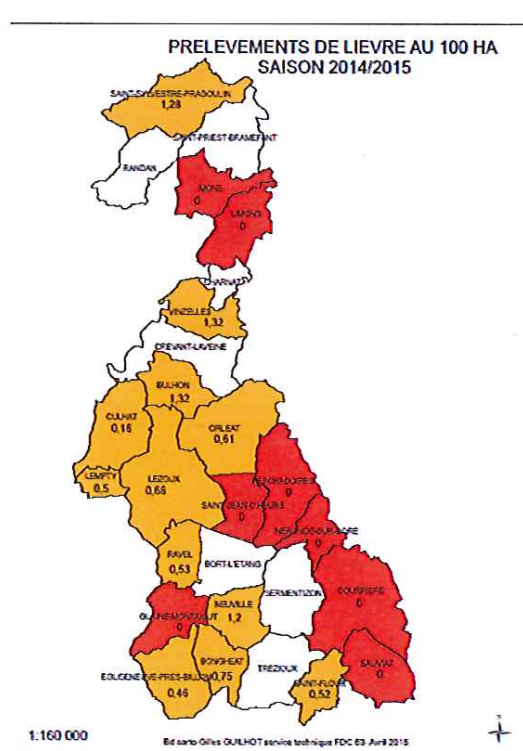 PRELEVEMENTS DE LIEVRE AU 100 HA
SAISON 2014/2015
SAINT-SYLVESTRE-PRAGOULIN
1,28
SAINT-PRIEST-BRAMEFANT
RANDAN
MONS
0
LIMONS
0
CHARNAT
VINZELLES
1,32
CREVANT-LAVEINE
BULHON
1,32
CULHAT
0,16
ORLEAT
0,61
LEMPTY
0,5
LEZOUX
0,66
PESCHADOIRES
0
SAINT-JEAN-D'HEURS
0
NERONDE-SUR-DORE
0
RAVEL
0,53
BORT-L'ETANG
SERMENTIZON
COURPIERE
0
GLAINE-MONTAIGUT
0
NEUVILLE
1,2
EGLISENEUVE-PRES-BILLOM
0,46
BONGHEAT
0,75
TREZIOUX
SAINT-FLOUR
0,52
SAUVIAT
0
1:160 000
Ed carto Gilles GUILHOT service technique FDC 63- Avril 2015